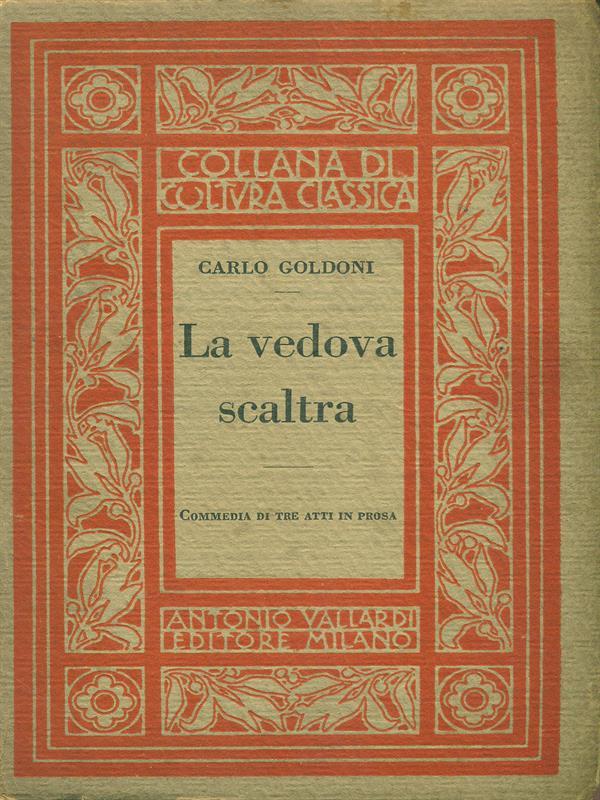 COLLANA DI
COLTVRA CLASSICA
CARLO GOLDONI
La vedova
scaltra
COMMEDIA DI TRE ATTI IN PROSA
ANTONIO VALLARDI
EDITORE MILANO